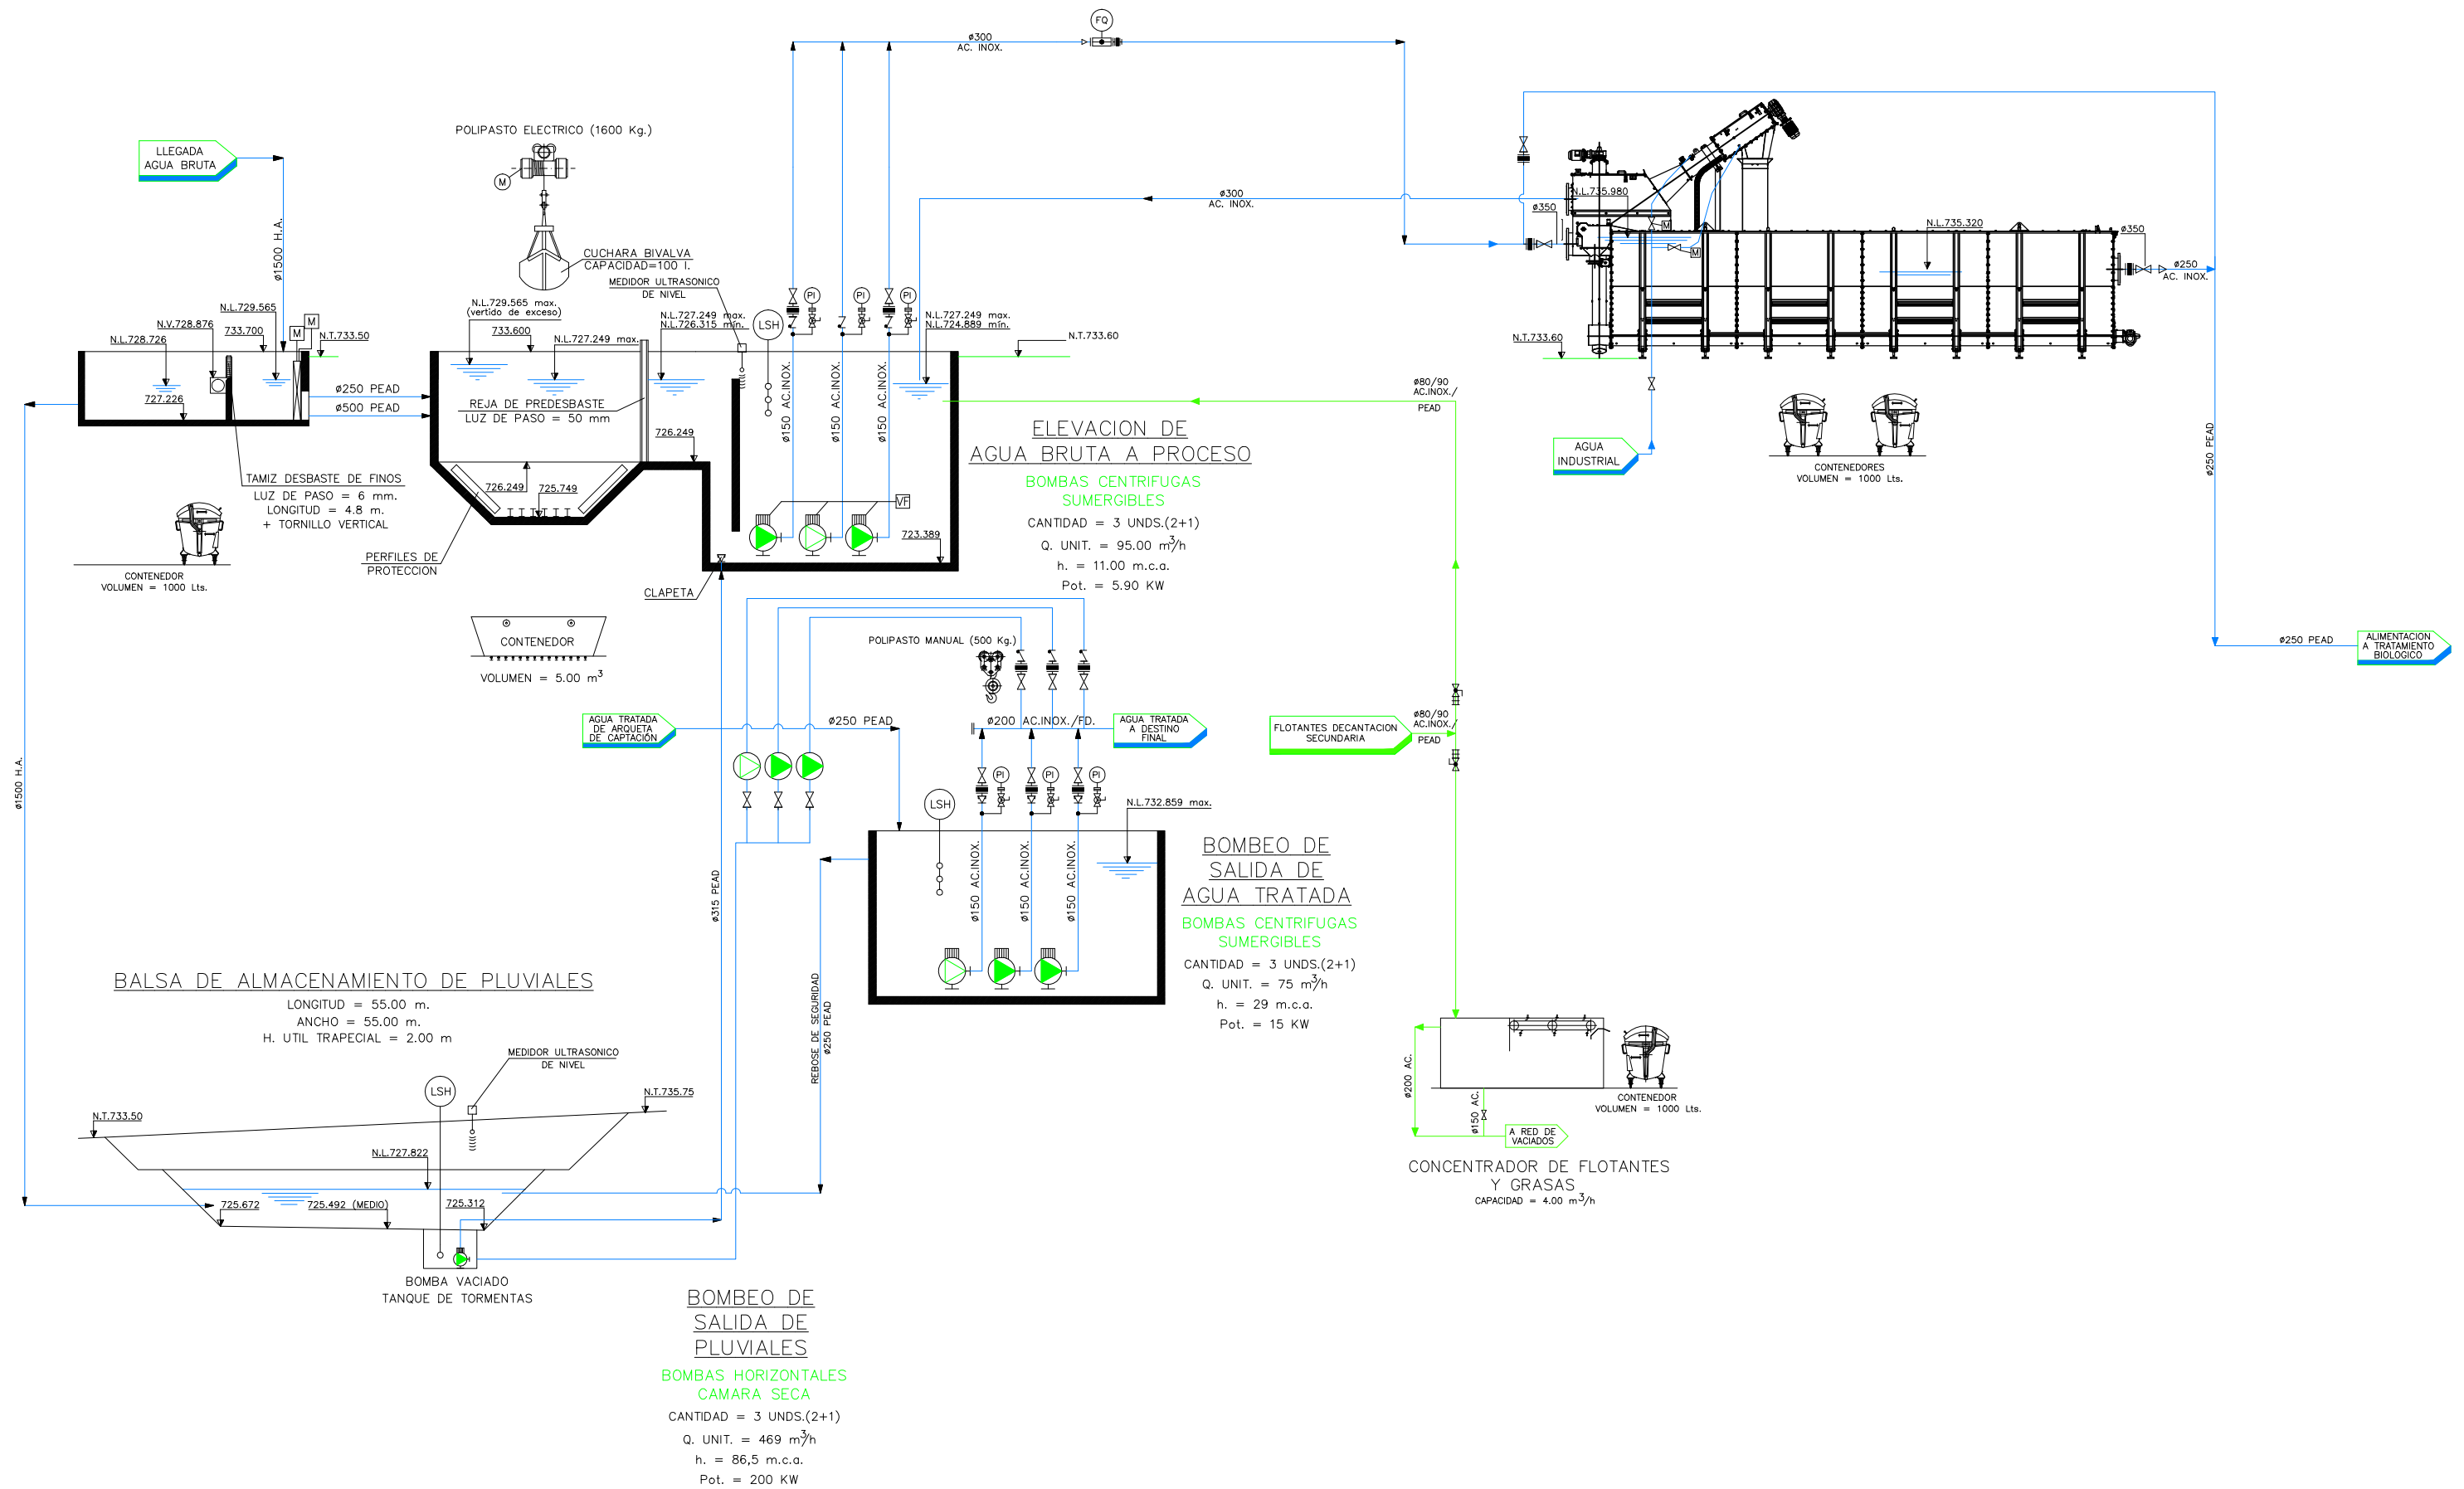 FQ
ø300
AC. INOX.
POLIPASTO ELECTRICO (1600 Kg.)
M
LLEGADA
AGUA BRUTA
ø1500 H.A.
CUCHARA BIVALVA
CAPACIDAD=100 l.
MEDIDOR ULTRASONICO
DE NIVEL
ø300
AC. INOX.
N.L.735.980
ø350
M
M
N.L.735.320
ø350
ø250
AC. INOX.
N.T.733.60
N.L.729.565
N.V.728.876
733.700
N.L.728.726
M
M
N.T.733.50
727.226
ø250 PEAD
ø500 PEAD
N.L.729.565 max.
(vertido de exceso)
733.600
N.L.727.249 max.
N.L.727.249 max.
N.L.726.315 mín.
LSH
PI
PI
PI
N.L.727.249 max.
N.L.724.889 mín.
N.T.733.60
REJA DE PREDESBASTE
LUZ DE PASO = 50 mm
726.249
726.249
725.749
ø150 AC.INOX.
ø150 AC.INOX.
ø150 AC.INOX.
VF
723.389
TAMIZ DESBASTE DE FINOS
LUZ DE PASO = 6 mm.
LONGITUD = 4.8 m.
+ TORNILLO VERTICAL
PERFILES DE
PROTECCION
CONTENEDOR
VOLUMEN = 1000 Lts.
CLAPETA
CONTENEDOR
VOLUMEN = 5.00 m3
ELEVACION DE
AGUA BRUTA A PROCESO
BOMBAS CENTRIFUGAS
SUMERGIBLES
CANTIDAD = 3 UNDS.(2+1)
Q. UNIT. = 95.00 m3/h
h. = 11.00 m.c.a.
Pot. = 5.90 KW
ø80/90
AC.INOX./
PEAD
AGUA
INDUSTRIAL
CONTENEDORES
VOLUMEN = 1000 Lts.
ø250 PEAD
ø250 PEAD
ALIMENTACION
A TRATAMIENTO
BIOLOGICO
POLIPASTO MANUAL (500 Kg.)
AGUA TRATADA
DE ARQUETA
DE CAPTACIÓN
ø250 PEAD
ø200 AC.INOX./FD.
AGUA TRATADA
A DESTINO
FINAL
FLOTANTES DECANTACION
SECUNDARIA
ø80/90
AC.INOX./
PEAD
ø1500 H.A.
ø315 PEAD
LSH
PI
PI
PI
N.L.732.859 max.
ø150 AC.INOX.
ø150 AC.INOX.
ø150 AC.INOX.
BOMBEO DE
SALIDA DE
AGUA TRATADA
BOMBAS CENTRIFUGAS
SUMERGIBLES
CANTIDAD = 3 UNDS.(2+1)
Q. UNIT. = 75 m3/h
h. = 29 m.c.a.
Pot. = 15 KW
REBOSE DE SEGURIDAD
ø250 PEAD
BALSA DE ALMACENAMIENTO DE PLUVIALES
LONGITUD = 55.00 m.
ANCHO = 55.00 m.
H. UTIL TRAPECIAL = 2.00 m
MEDIDOR ULTRASONICO
DE NIVEL
LSH
N.T.733.50
N.T.735.75
N.L.727.822
725.672
725.492 (MEDIO)
725.312
BOMBA VACIADO
TANQUE DE TORMENTAS
ø200 AC.
ø150 AC.
A RED DE
VACIADOS
CONTENEDOR
VOLUMEN = 1000 Lts.
CONCENTRADOR DE FLOTANTES
Y GRASAS
CAPACIDAD = 4.00 m3/h
BOMBEO DE
SALIDA DE
PLUVIALES
BOMBAS HORIZONTALES
CAMARA SECA
CANTIDAD = 3 UNDS.(2+1)
Q. UNIT. = 469 m3/h
h. = 86,5 m.c.a.
Pot. = 200 KW